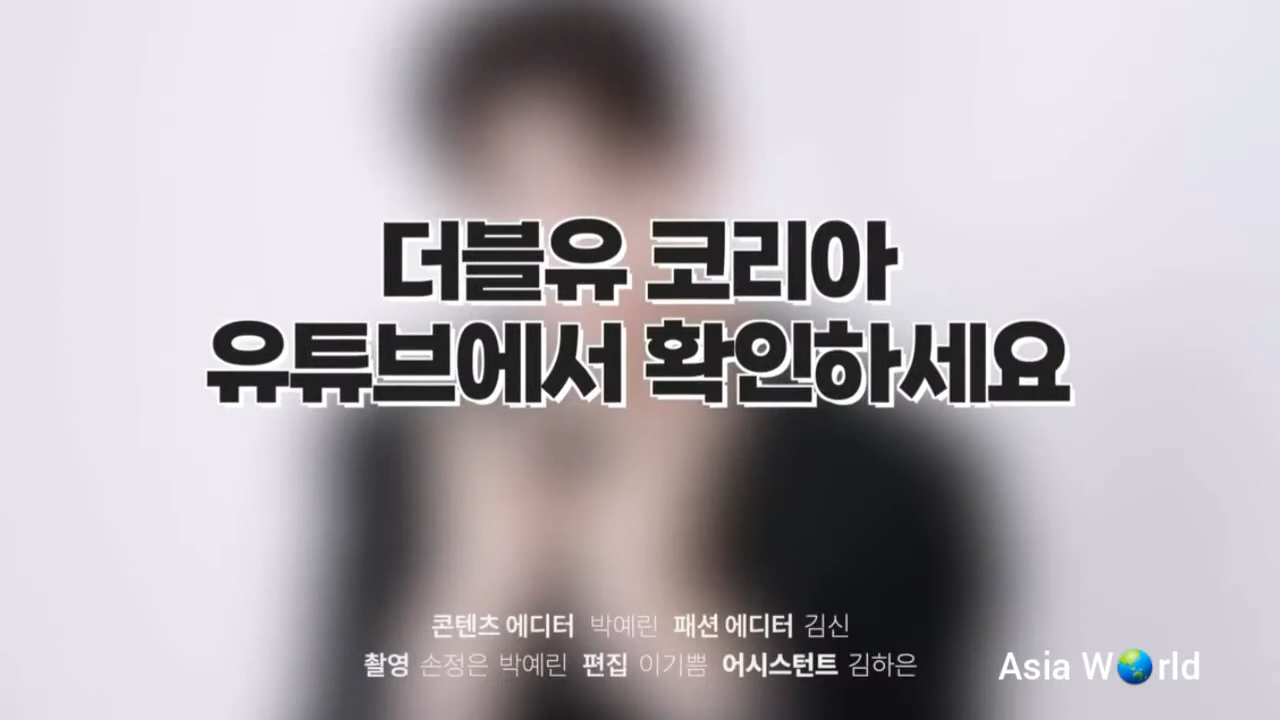 더블유 코리아
유튜브에서 확인하세요
콘텐츠 에디터 박예린 패션 에디터 김신
촬영 손정은 박예린 편집 이기쁨 어시스턴트 김하은
Asia W🌏rld